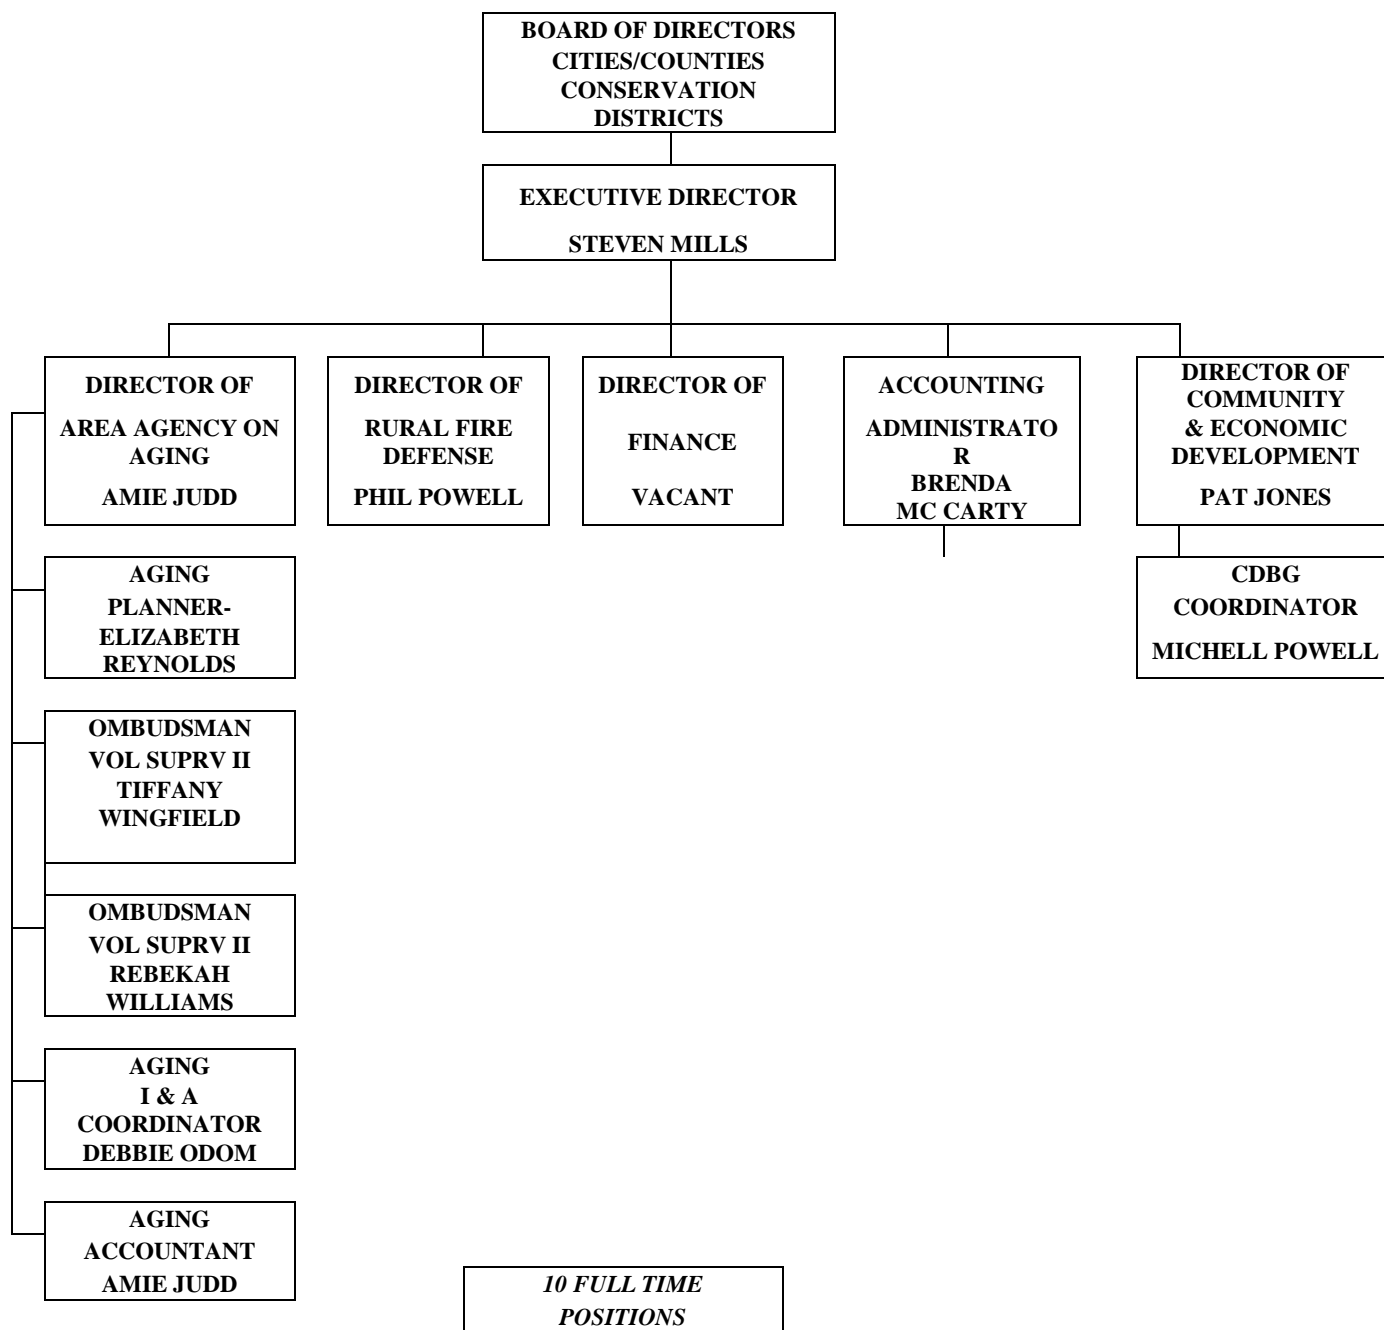 BOARD OF DIRECTORS
CITIES/COUNTIES
CONSERVATION
DISTRICTS
EXECUTIVE DIRECTOR
STEVEN MILLS
DIRECTOR OF
AREA AGENCY ON
AGING
AMIE JUDD
DIRECTOR OF
RURAL FIRE
DEFENSE
PHIL POWELL
DIRECTOR OF
FINANCE
VACANT
ACCOUNTING
ADMINISTRATO
R
BRENDA
MC CARTY
DIRECTOR OF
COMMUNITY
& ECONOMIC
DEVELOPMENT
PAT JONES
AGING
PLANNER-
ELIZABETH
REYNOLDS
CDBG
COORDINATOR
MICHELL POWELL
OMBUDSMAN
VOL SUPRV II
TIFFANY
WINGFIELD
OMBUDSMAN
VOL SUPRV II
REBEKAH
WILLIAMS
AGING
I & A
COORDINATOR
DEBBIE ODOM
AGING
ACCOUNTANT
AMIE JUDD
10 FULL TIME
POSITIONS